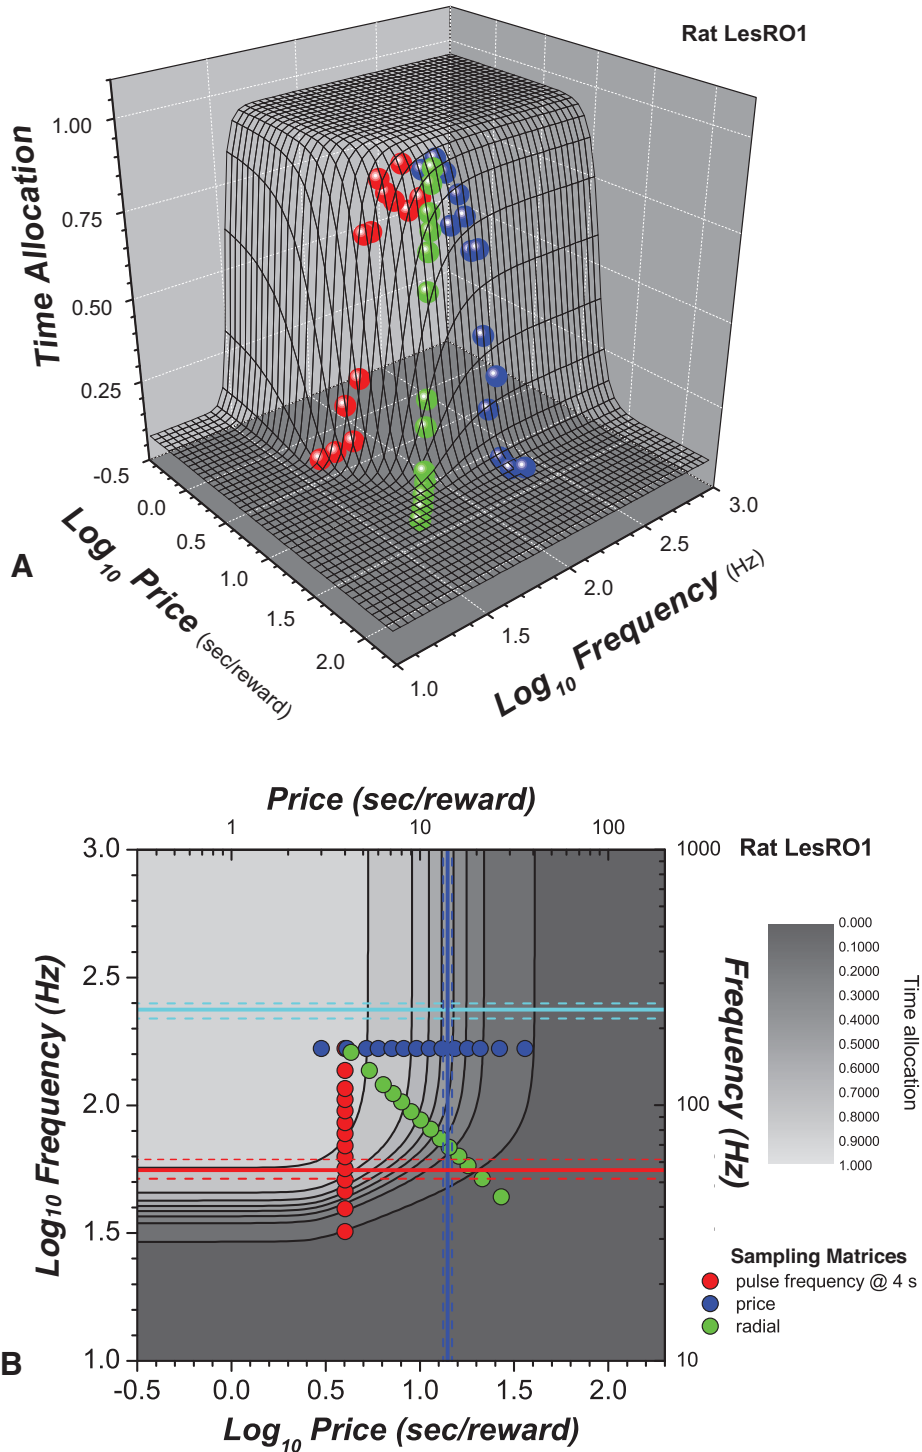 Rat LesRO1
Time Allocation
1.00
0.75
0.50
0.25
-0.5
0.0
0.5
1.0
1.5
2.0
Log10 Price (sec/reward)
3.0
2.5
2.0
1.5
1.0
Log10 Frequency (Hz)
A
Price (sec/reward)
1
10
100
Rat LesRO1
3.0
2.5
2.0
1.5
1.0
Log10 Frequency (Hz)
1000
100
10
Frequency (Hz)
0.000
0.1000
0.2000
0.3000
0.4000
0.5000
0.6000
0.7000
0.8000
0.9000
1.000
Time allocation
Sampling Matrices
pulse frequency @ 4 s
price
radial
B
-0.5
0.0
0.5
1.0
1.5
2.0
Log10 Price (sec/reward)